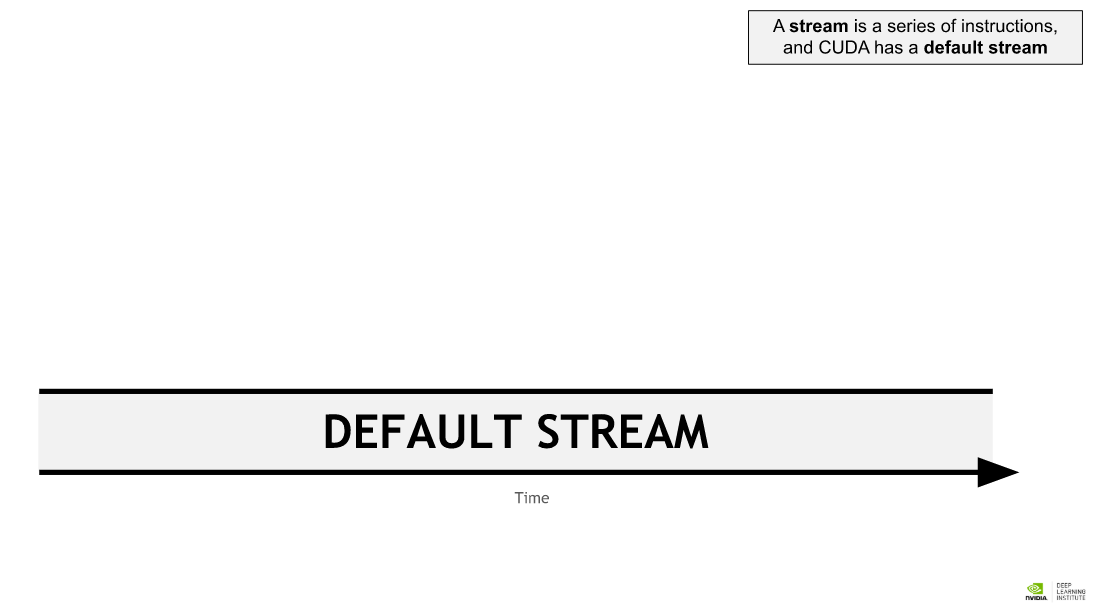 A stream is a series of instructions,
and CUDA has a default stream
DEFAULT STREAM
Time
NVIDIA
DEEP
LEARNING
INSTITUTE